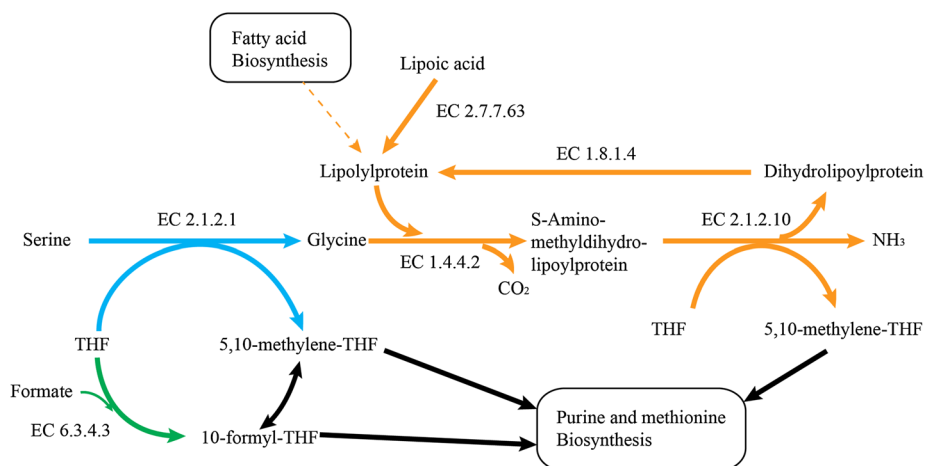 Fatty acid
Biosynthesis
Lipoic acid
EC 2.7.7.63
EC 1.8.1.4
Lipolylprotein
Dihydrolipoylprotein
EC 2.1.2.1
S-Amino-
methyldihydro-
lipoylprotein
EC 2.1.2.10
Serine
Glycine
NH₃
EC 1.4.4.2
CO₂
THF
5,10-methylene-THF
THF
5,10-methylene-THF
Formate
EC 6.3.4.3
10-formyl-THF
Purine and methionine
Biosynthesis